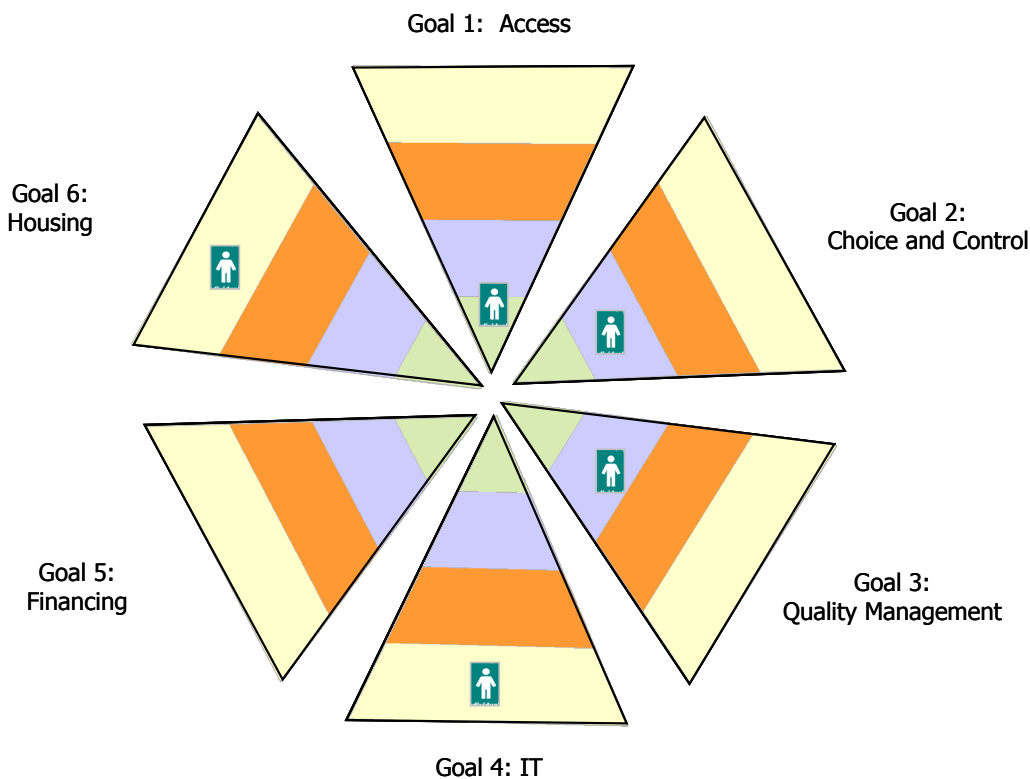 Goal 1:  Access
Goal 6:
Housing
Goal 2:
Choice and Control
Goal 5:
Financing
Goal 3:
Quality Management
Goal 4: IT